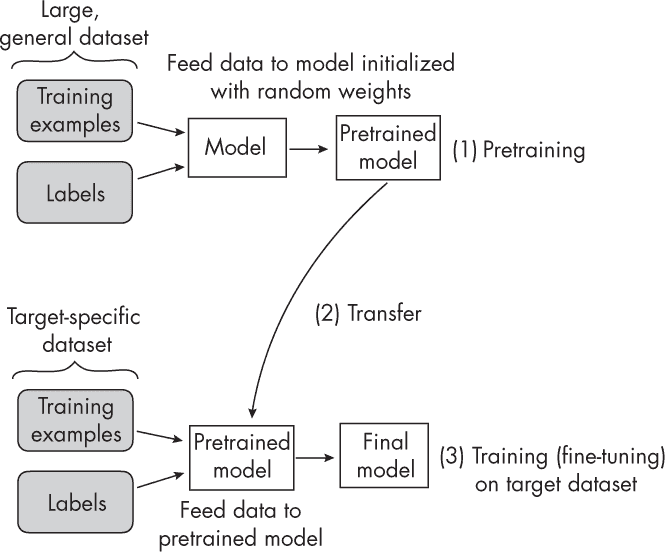 Large,
general dataset
Feed data to model initialized
with random weights
Training
examples
Labels
Model
Pretrained
model
(1) Pretraining
(2) Transfer
Target-specific
dataset
Training
examples
Labels
Pretrained
model
Final
model
(3) Training (fine-tuning)
on target dataset
Feed data to
pretrained model